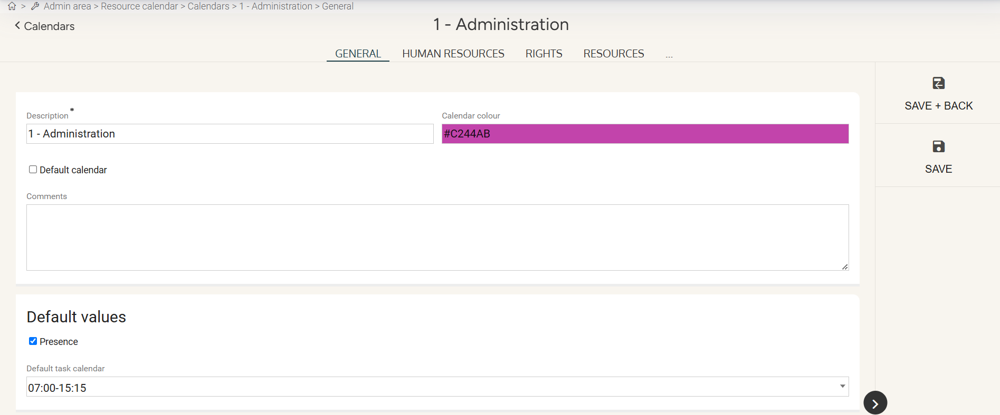 > Admin area > Resource calendar > Calendars > 1 - Administration > General
Calendars
1 - Administration
GENERAL HUMAN RESOURCES RIGHTS RESOURCES ...
Description *
Calendar colour
1 - Administration
#C244AB
Default calendar
Comments
Default values
Presence
Default task calendar
07:00-15:15
SAVE + BACK
SAVE